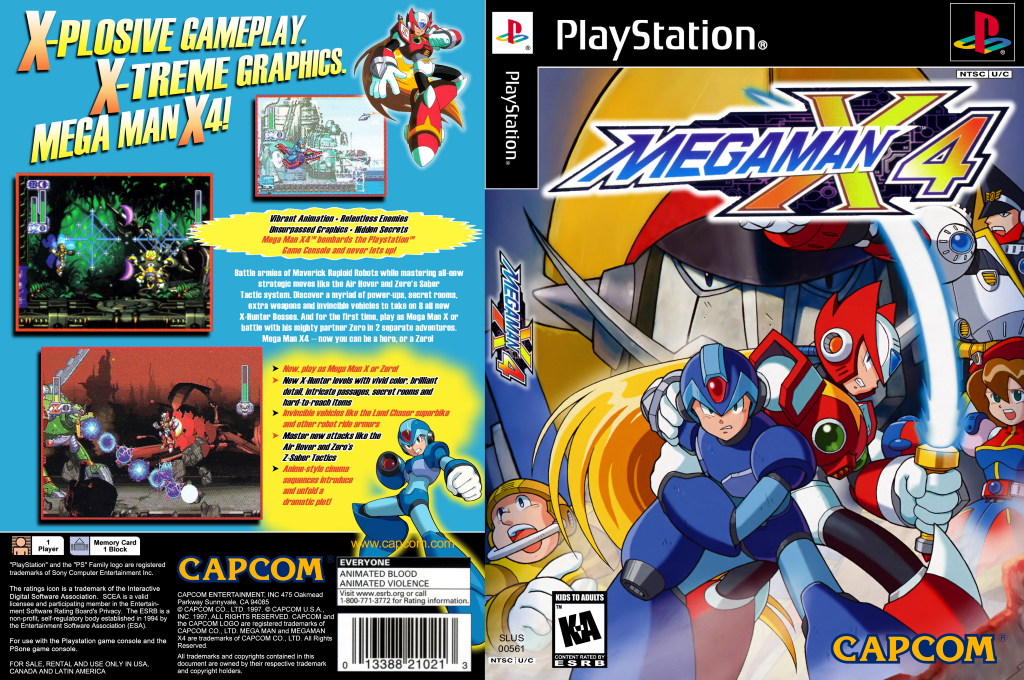 X-PLOSIVE GAMEPLAY.
X-TREME GRAPHICS.
MEGA MAN X4!
Vibrant Animation • Relentless Enemies
Unsurpassed Graphics • Hidden Secrets
Mega Man X4™ bombards the Playstation™
Game Console and never lets up!
Battle armies of Maverick Reploid Robots while mastering all-new
strategic moves like the Air Hover and Zero's Saber
Tactic system. Discover a myriad of power-ups, secret rooms,
extra weapons and invincible vehicles to take on 8 all new
X-Hunter Bosses. And for the first time, play as Mega Man X or
battle with his mighty partner Zero in 2 separate adventures.
Mega Man X4 – now you can be a hero, or a Zero!
Now, play as Mega Man X or Zero!
New X-Hunter levels with vivid color, brilliant
detail, intricate passages, secret rooms and
hard-to-reach items
Invincible vehicles like the Land Chaser superbike
and other robot ride armors
Master new attacks like the
Air Hover and Zero's
Z-Saber Tactics
Anime-style cinema
sequences introduce
and unfold a
dramatic plot!
1
Player
Memory Card
1 Block
"PlayStation" and the "PS" Family logo are registered
trademarks of Sony Computer Entertainment Inc.
The ratings icon is a trademark of the Interactive
Digital Software Association. SCEA is a valid
licensee and participating member in the Entertain-
ment Software Rating Board's Privacy. The ESRB is a
non-profit, self-regulatory body established in 1994 by
the Entertainment Software Association (ESA).
For use with the Playstation game console and the
PSone game console.
FOR SALE, RENTAL AND USE ONLY IN USA,
CANADA AND LATIN AMERICA
CAPCOM®
CAPCOM ENTERTAINMENT, INC 475 Oakmead
Parkway Sunnyvale, CA 94085
© CAPCOM CO., LTD. 1997. © CAPCOM U.S.A.,
INC. 1997, ALL RIGHTS RESERVED. CAPCOM and
the CAPCOM LOGO are registered trademarks of
CAPCOM CO., LTD. MEGA MAN and MEGAMAN
X4 are trademarks of CAPCOM CO., LTD. All Rights
Reserved.
All trademarks and copyrights contained in this
document are owned by their respective trademark
and copyright holders.
www.capcom.com
EVERYONE
ANIMATED BLOOD
ANIMATED VIOLENCE
Visit www.esrb.org or call
1-800-771-3772 for Rating information.
0 13388 21021 3
PlayStation®
MEGAMAN X4
SLUS
00561
NTSC U/C
PlayStation®
NTSC U/C
MEGAMAN X4
KIDS TO ADULTS
K-A
CONTENT RATED BY
ESRB
CAPCOM®